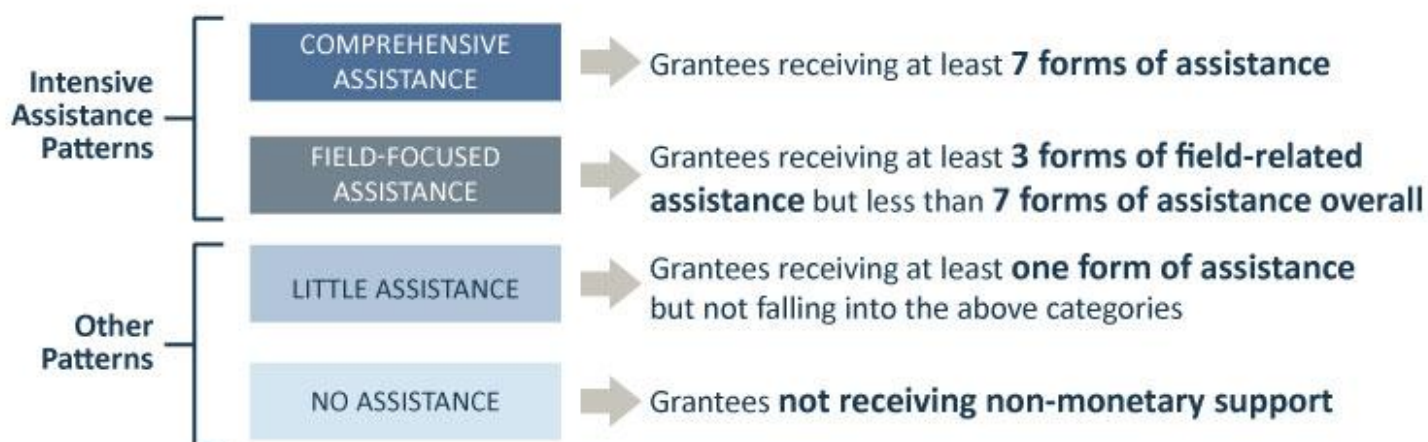 Intensive
Assistance
Patterns
COMPREHENSIVE
ASSISTANCE
Grantees receiving at least 7 forms of assistance
FIELD-FOCUSED
ASSISTANCE
Grantees receiving at least 3 forms of field-related
assistance but less than 7 forms of assistance overall
Other
Patterns
LITTLE ASSISTANCE
Grantees receiving at least one form of assistance
but not falling into the above categories
NO ASSISTANCE
Grantees not receiving non-monetary support